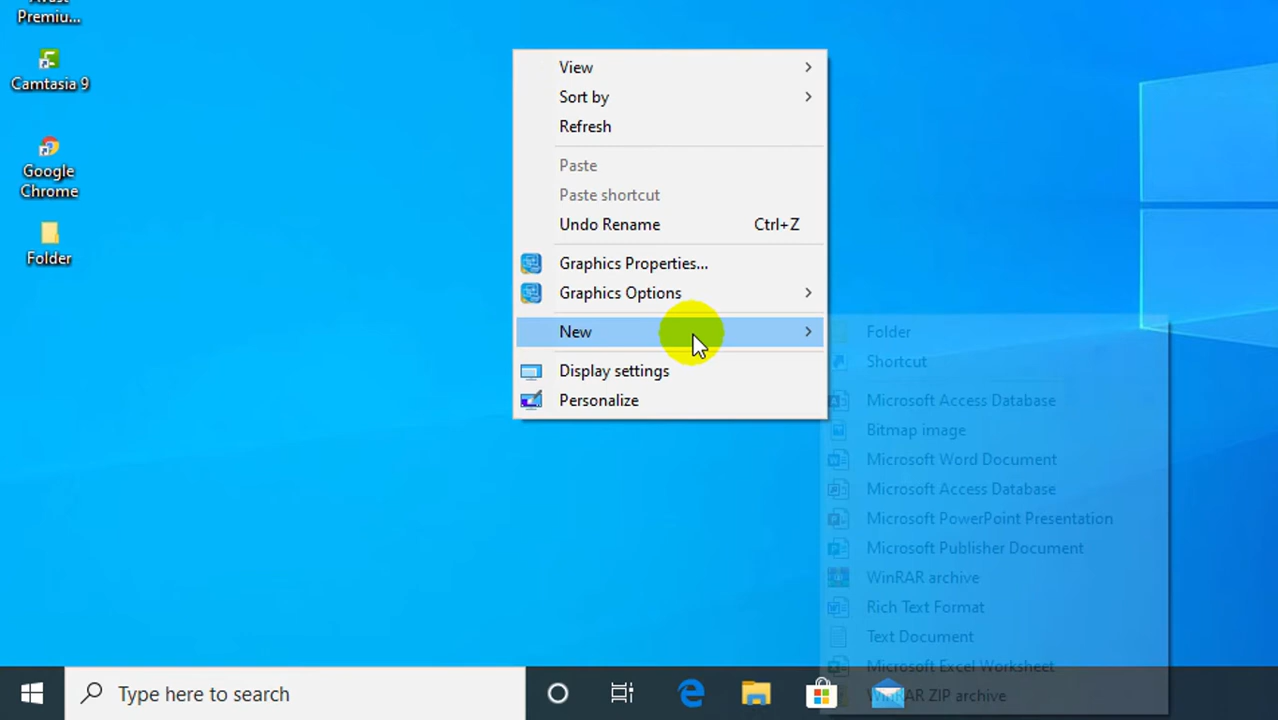 Premiu...
Camtasia 9
Google
Chrome
Folder
View
Sort by
Refresh
Paste
Paste shortcut
Undo Rename Ctrl+Z
Graphics Properties...
Graphics Options
New
Display settings
Personalize
Folder
Shortcut
Microsoft Access Database
Bitmap image
Microsoft Word Document
Microsoft Access Database
Microsoft PowerPoint Presentation
Microsoft Publisher Document
WinRAR archive
Rich Text Format
Text Document
Microsoft Excel Worksheet
WinRAR ZIP archive
Type here to search